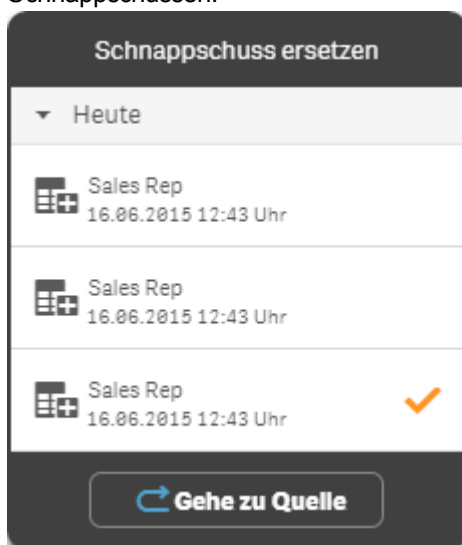 Schnappschuss ersetzen
Heute
Sales Rep
16.06.2015 12:43 Uhr
Sales Rep
16.06.2015 12:43 Uhr
Sales Rep
16.06.2015 12:43 Uhr
Gehe zu Quelle